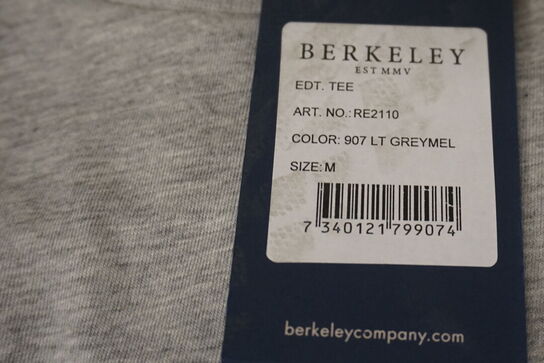 BERKELEY
EST MMV
EDT. TEE
ART. NO.: RE2110
COLOR: 907 LT GREYMEL
SIZE: M
7 340121 799074
berkeleycompany.com